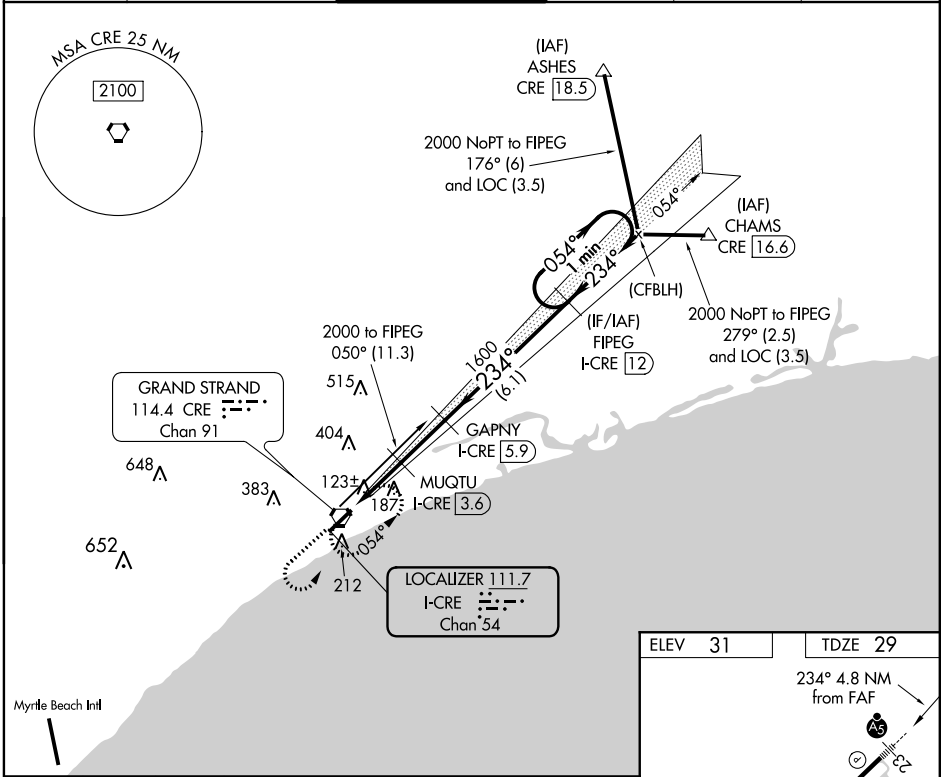 MSA CRE 25 NM
2100
(IAF)
ASHES
CRE 18.5
2000 NoPT to FIPEG
176° (6)
and LOC (3.5)
054°
(IAF)
CHAMS
CRE 16.6
054°
1 min
234°
(CFBLH)
2000 NoPT to FIPEG
279° (2.5)
and LOC (3.5)
(IF/IAF)
FIPEG
I-CRE 12
2000 to FIPEG
050° (11.3)
1600
234°
(6.1)
515
GRAND STRAND
114.4 CRE
Chan 91
404
GAPNY
I-CRE 5.9
648
383
123±
187
MUQTU
I-CRE 3.6
652
054°
212
LOCALIZER 111.7
I-CRE
Chan 54
ELEV 31
TDZE 29
234° 4.8 NM
from FAF
A5
P
23
Myrtle Beach Intl